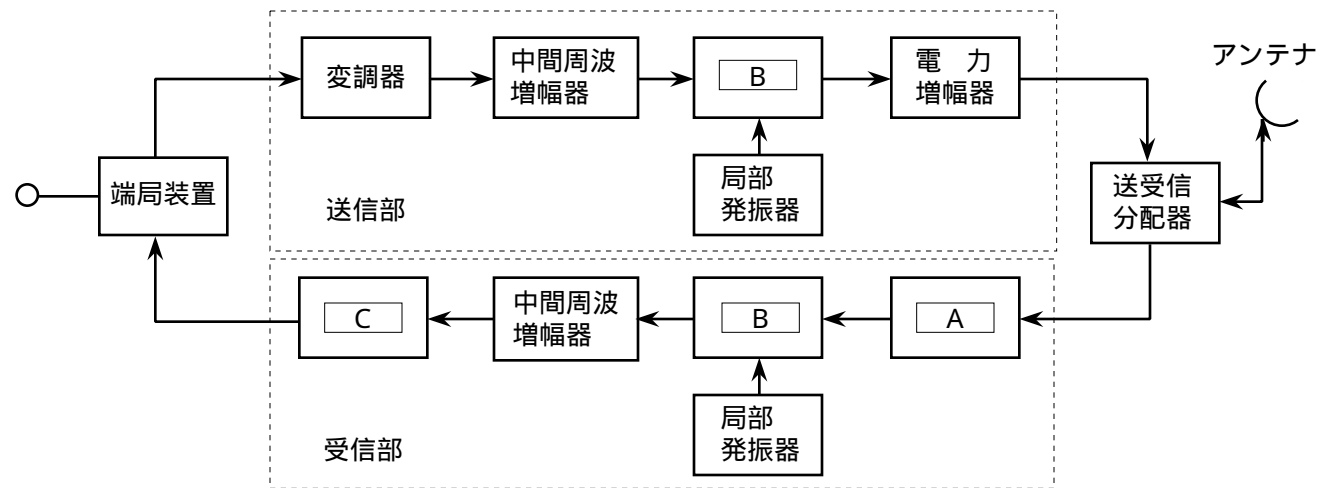 アンテナ
変調器
中間周波
増幅器
B
電　力
増幅器
端局装置
局部
発振器
送信部
送受信
分配器
C
中間周波
増幅器
B
A
局部
発振器
受信部